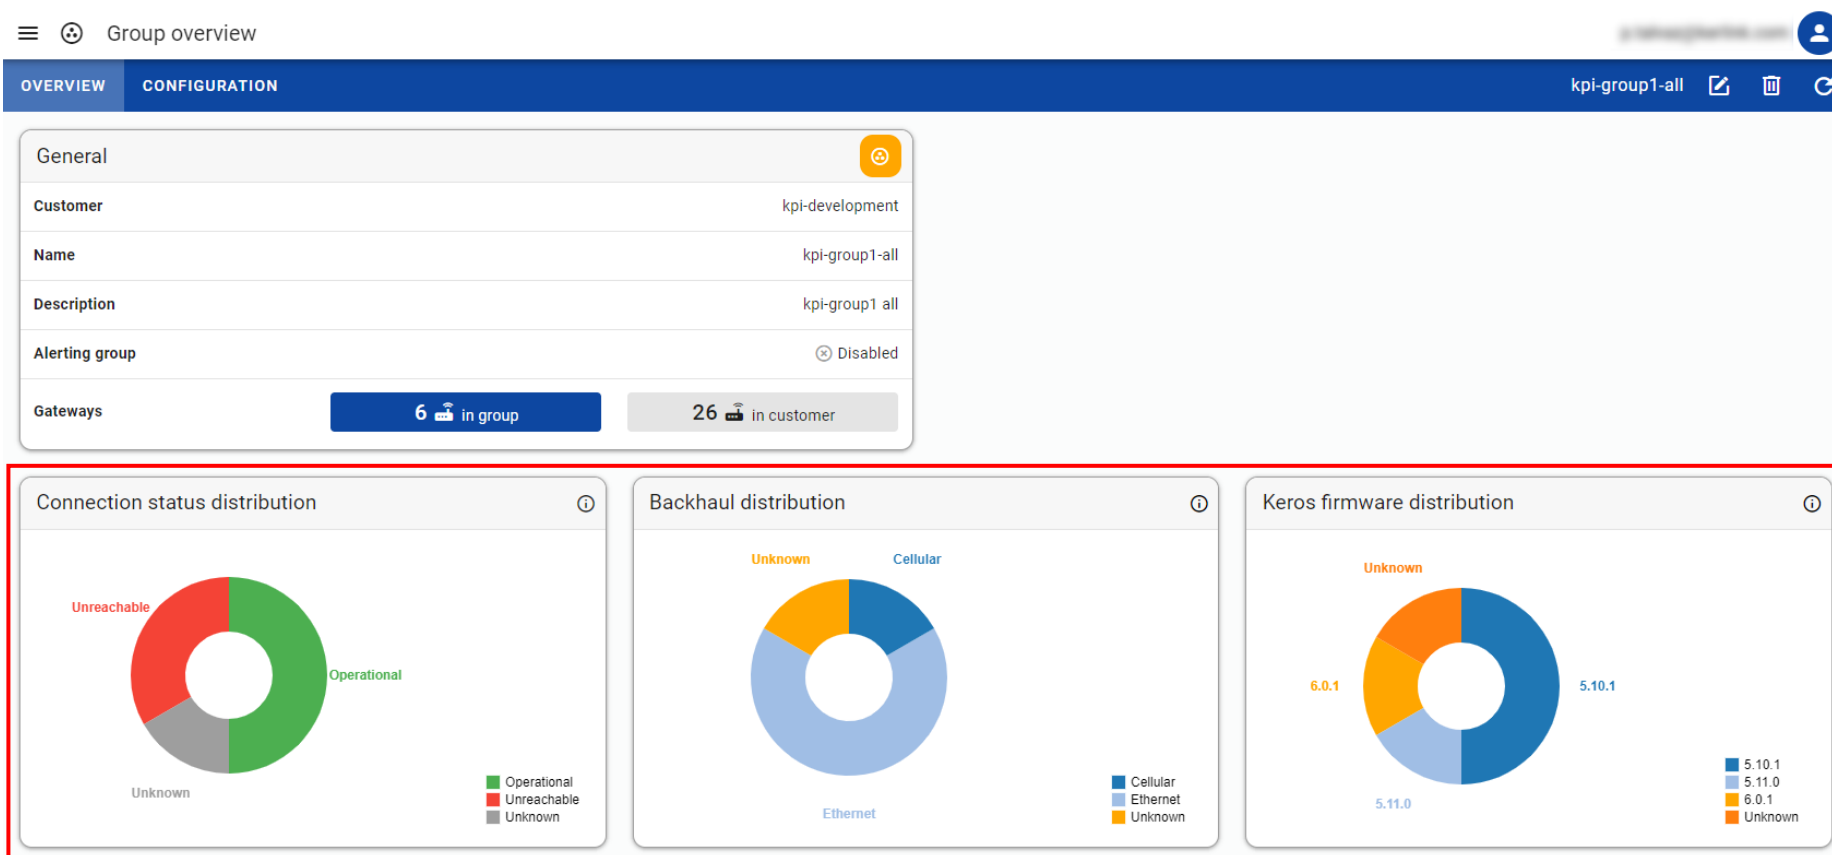 Group overview
OVERVIEW CONFIGURATION kpi-group1-all
General
Customer kpi-development
Name kpi-group1-all
Description kpi-group1 all
Alerting group Disabled
Gateways 6 in group 26 in customer
Connection status distribution
Unreachable
Operational
Unknown
Operational
Unreachable
Unknown
Backhaul distribution
Unknown Cellular
Ethernet
Cellular
Ethernet
Unknown
Keros firmware distribution
Unknown
6.0.1 5.10.1
5.11.0
5.10.1
5.11.0
6.0.1
Unknown